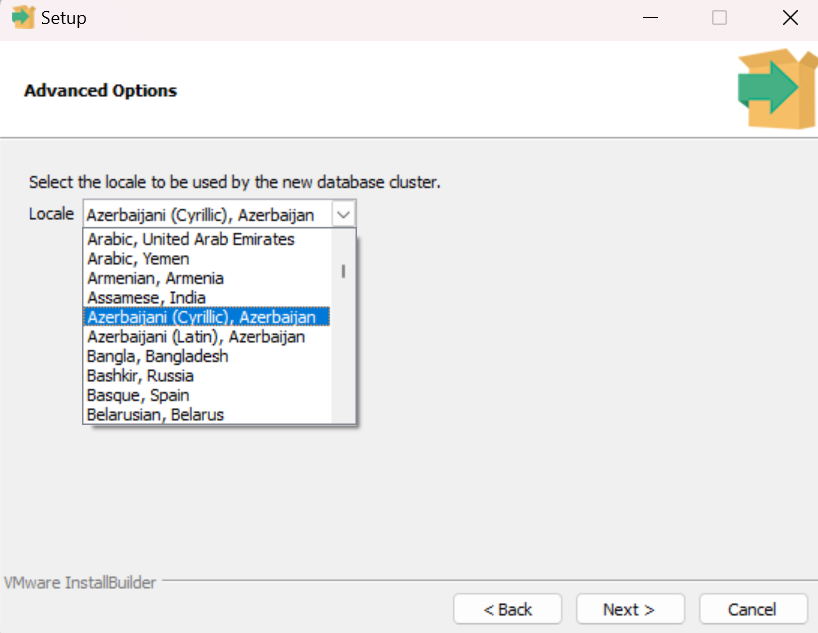 Setup
Advanced Options
Select the locale to be used by the new database cluster.
Locale Azerbaijani (Cyrillic), Azerbaijan
Arabic, United Arab Emirates
Arabic, Yemen
Armenian, Armenia
Assamese, India
Azerbaijani (Cyrillic), Azerbaijan
Azerbaijani (Latin), Azerbaijan
Bangla, Bangladesh
Bashkir, Russia
Basque, Spain
Belarusian, Belarus
VMware InstallBuilder
< Back Next > Cancel